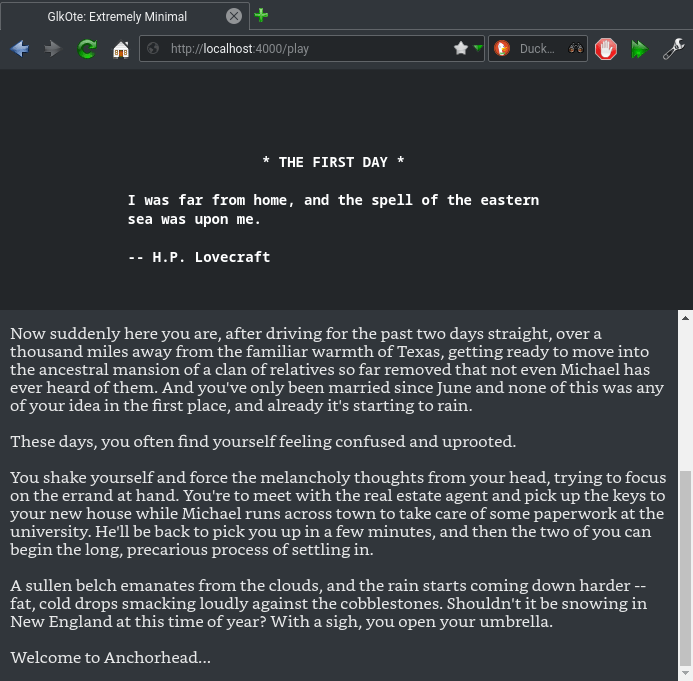 GlkOte: Extremely Minimal
http://localhost:4000/play
Duck...
* THE FIRST DAY *
I was far from home, and the spell of the eastern
sea was upon me.
-- H.P. Lovecraft
Now suddenly here you are, after driving for the past two days straight, over a
thousand miles away from the familiar warmth of Texas, getting ready to move into
the ancestral mansion of a clan of relatives so far removed that not even Michael has
ever heard of them. And you've only been married since June and none of this was any
of your idea in the first place, and already it's starting to rain.
These days, you often find yourself feeling confused and uprooted.
You shake yourself and force the melancholy thoughts from your head, trying to focus
on the errand at hand. You're to meet with the real estate agent and pick up the keys to
your new house while Michael runs across town to take care of some paperwork at the
university. He'll be back to pick you up in a few minutes, and then the two of you can
begin the long, precarious process of settling in.
A sullen belch emanates from the clouds, and the rain starts coming down harder --
fat, cold drops smacking loudly against the cobblestones. Shouldn't it be snowing in
New England at this time of year? With a sigh, you open your umbrella.
Welcome to Anchorhead...